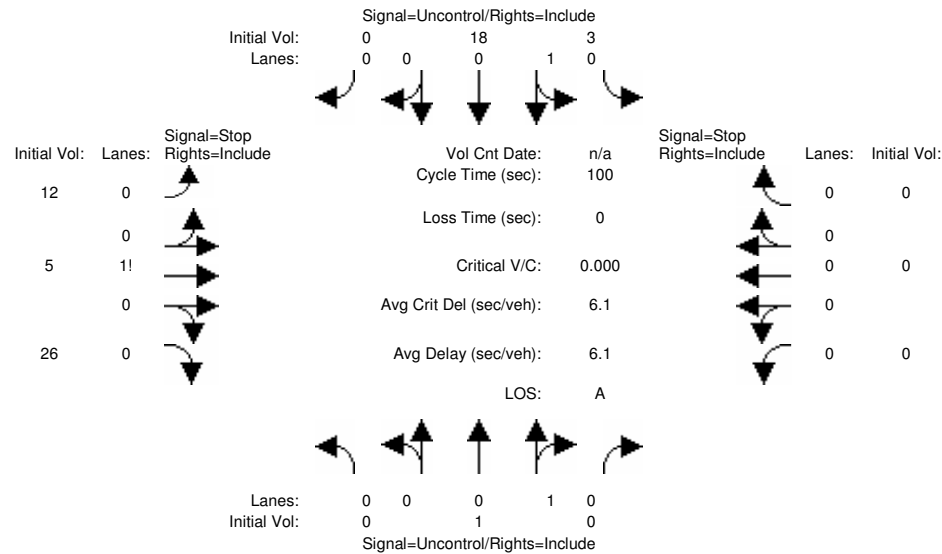 Signal=Uncontrol/Rights=Include
Initial Vol: 0 18 3
Lanes: 0 0 0 1 0
Signal=Stop Signal=Stop
Initial Vol: Lanes: Rights=Include Vol Cnt Date: n/a Rights=Include Lanes: Initial Vol:
Cycle Time (sec): 100
12 0 0 0
Loss Time (sec): 0
0 0
5 1! Critical V/C: 0.000 0 0
0 Avg Crit Del (sec/veh): 6.1 0
26 0 Avg Delay (sec/veh): 6.1 0 0
LOS: A
Lanes: 0 0 0 1 0
Initial Vol: 0 1 0
Signal=Uncontrol/Rights=Include